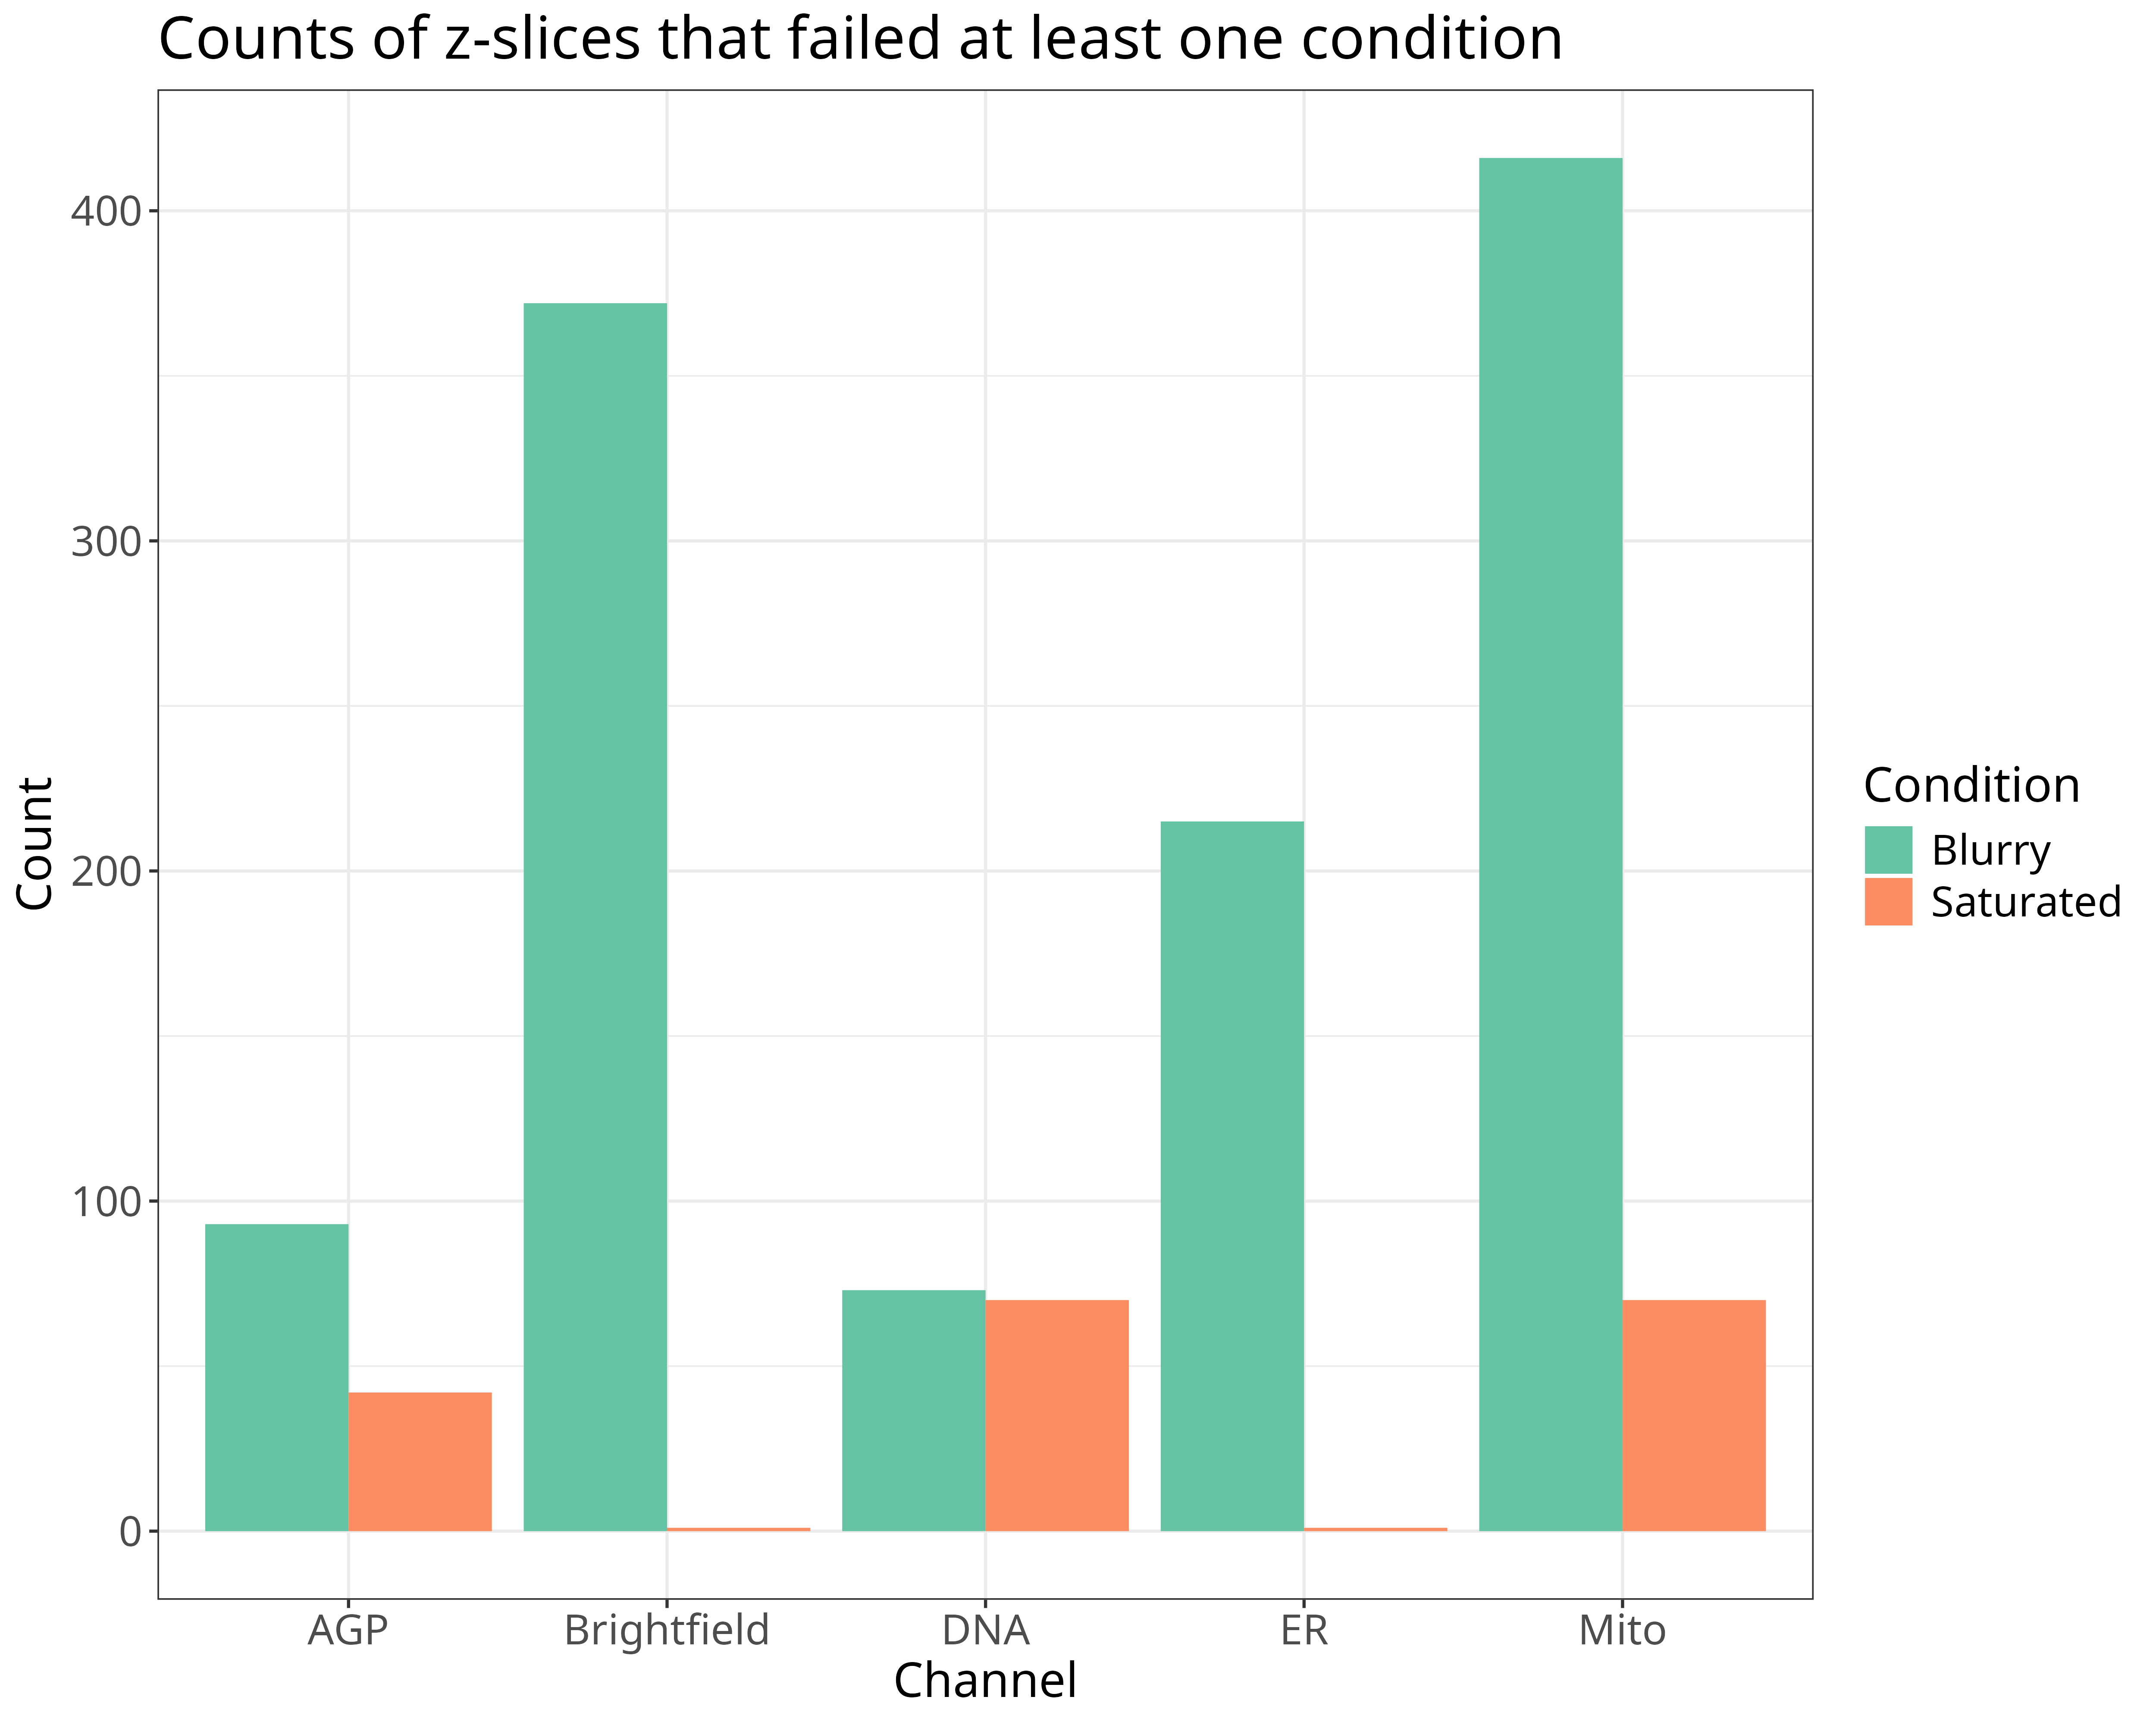 Counts of z-slices that failed at least one condition
Count
400
300
200
100
0
AGP
Brightfield
DNA
ER
Mito
Channel
Condition
Blurry
Saturated